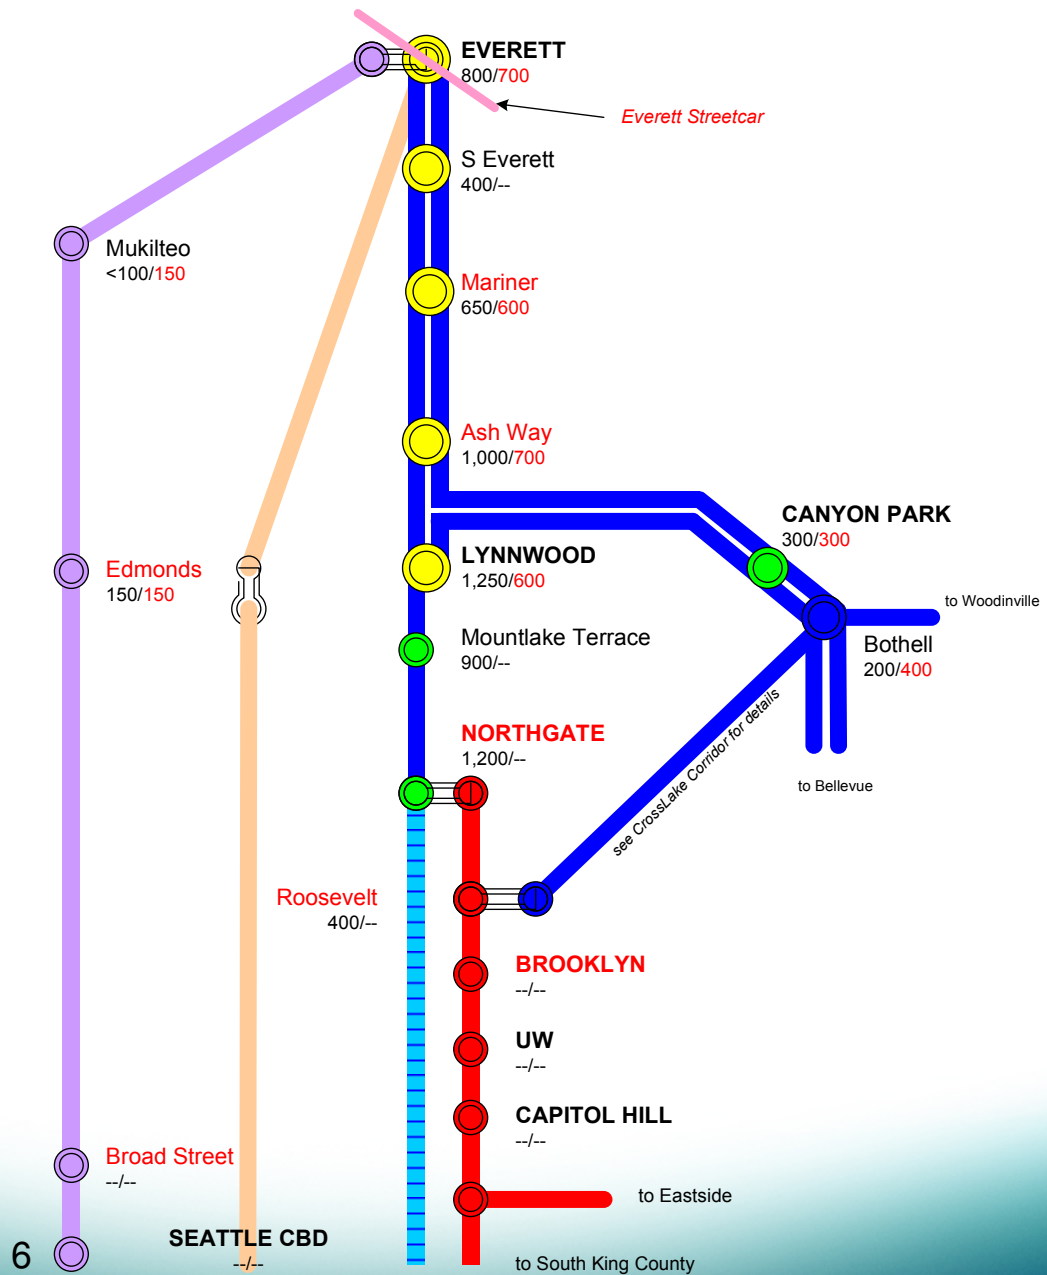 EVERETT
800/700
Everett Streetcar
S Everett
400/--
Mukilteo
<100/150
Mariner
650/600
Ash Way
1,000/700
CANYON PARK
300/300
LYNNWOOD
1,250/600
Edmonds
150/150
to Woodinville
Mountlake Terrace
900/--
Bothell
200/400
NORTHGATE
1,200/--
see CrossLake Corridor for details
to Bellevue
Roosevelt
400/--
BROOKLYN
--/--
UW
--/--
CAPITOL HILL
--/--
Broad Street
--/--
to Eastside
SEATTLE CBD
--/--
to South King County
6